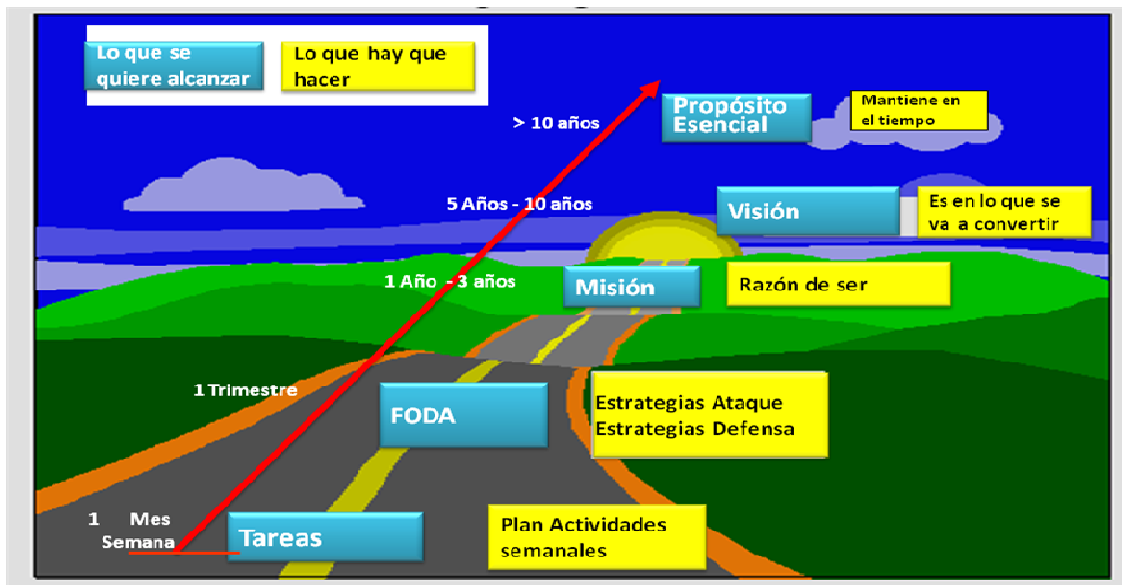 Lo que se
quiere alcanzar
Lo que hay que
hacer
> 10 años
Propósito
Esencial
Mantiene en
el tiempo
5 Años - 10 años
Visión
Es en lo que se
va a convertir
1 Año - 3 años
Misión
Razón de ser
1 Trimestre
FODA
Estrategias Ataque
Estrategias Defensa
1 Mes
Semana
Tareas
Plan Actividades
semanales